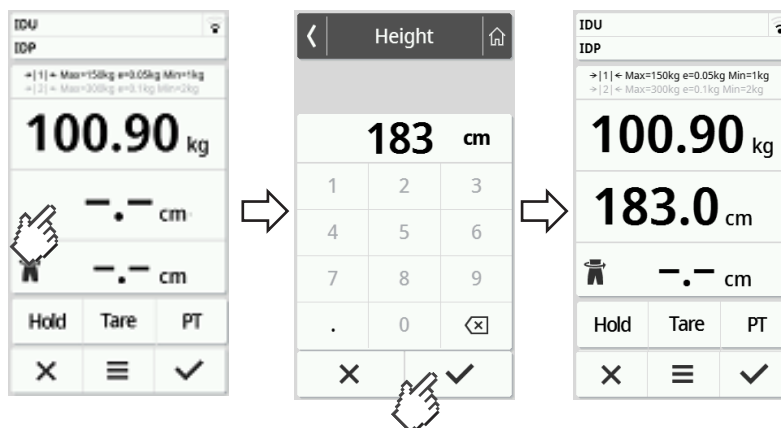 IDU
IDP
→|1|← Max=150kg e=0.05kg Min=1kg
→|2|← Max=300kg e=0.1kg Min=2kg
100.90 kg
–.– cm
–.– cm
Hold Tare PT
Height
183 cm
1 2 3
4 5 6
7 8 9
. 0
IDU
IDP
→|1|← Max=150kg e=0.05kg Min=1kg
→|2|← Max=300kg e=0.1kg Min=2kg
100.90 kg
183.0 cm
–.– cm
Hold Tare PT